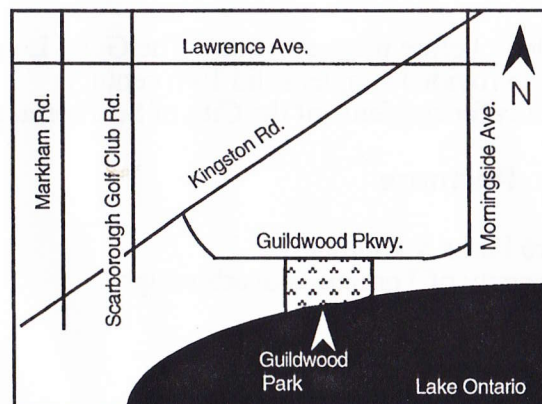 Lawrence Ave.
N
Markham Rd.
Scarborough Golf Club Rd.
Kingston Rd.
Morningside Ave.
Guildwood Pkwy.
Guildwood
Park
Lake Ontario